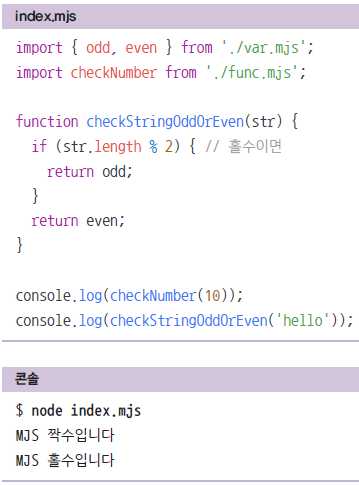 index.mjs
import { odd, even } from './var.mjs';
import checkNumber from './func.mjs';
function checkStringOddOrEven(str) {
if (str.length % 2) { // 홀수이면
return odd;
}
return even;
}
console.log(checkNumber(10));
console.log(checkStringOddOrEven('hello'));
콘솔
$ node index.mjs
MJS 짝수입니다
MJS 홀수입니다